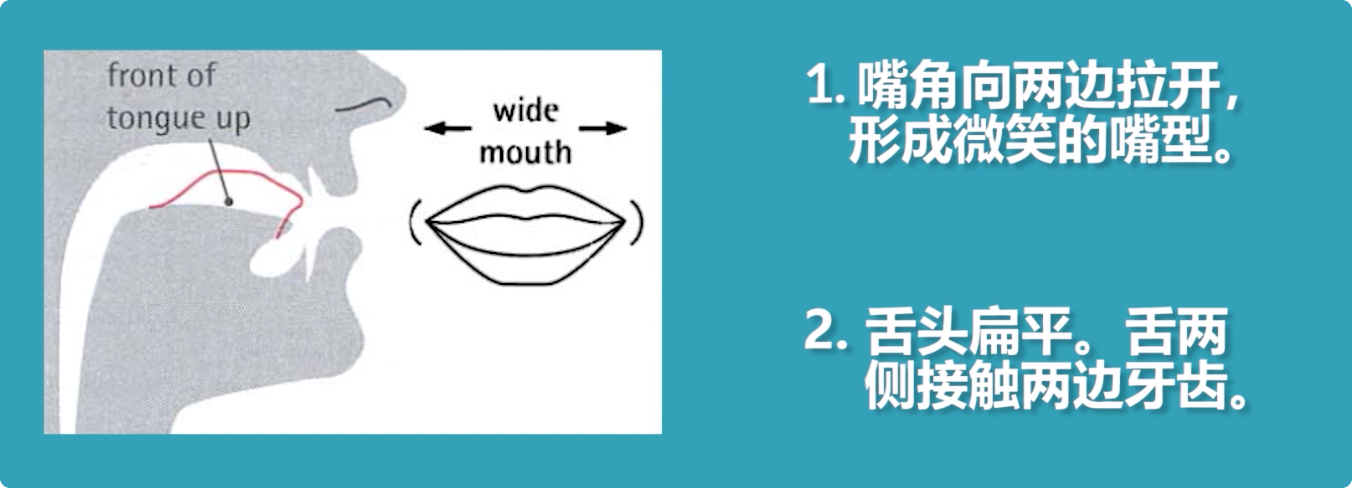 front of
tongue up
wide
mouth
1. 嘴角向两边拉开，
形成微笑的嘴型。
2. 舌头扁平。舌两
侧接触两边牙齿。